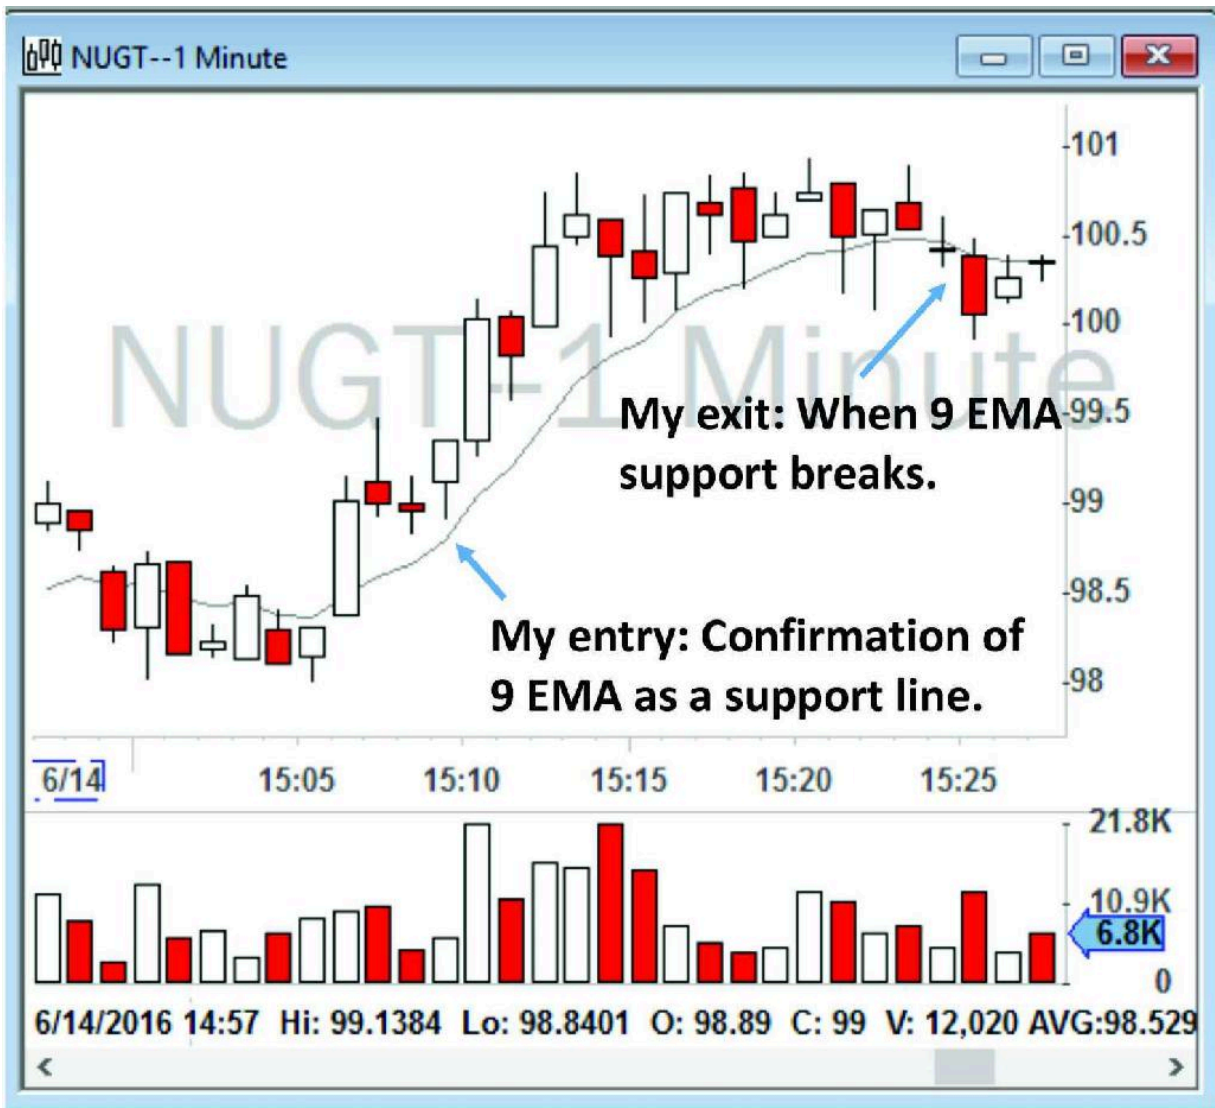 NUGT--1 Minute
101
100.5
100
NUGT--1 Minute
99.5
My exit: When 9 EMA
support breaks.
99
98.5
My entry: Confirmation of
9 EMA as a support line.
98
6/14 15:05 15:10 15:15 15:20 15:25
21.8K
10.9K
6.8K
0
6/14/2016 14:57 Hi: 99.1384 Lo: 98.8401 O: 98.89 C: 99 V: 12,020 AVG:98.529